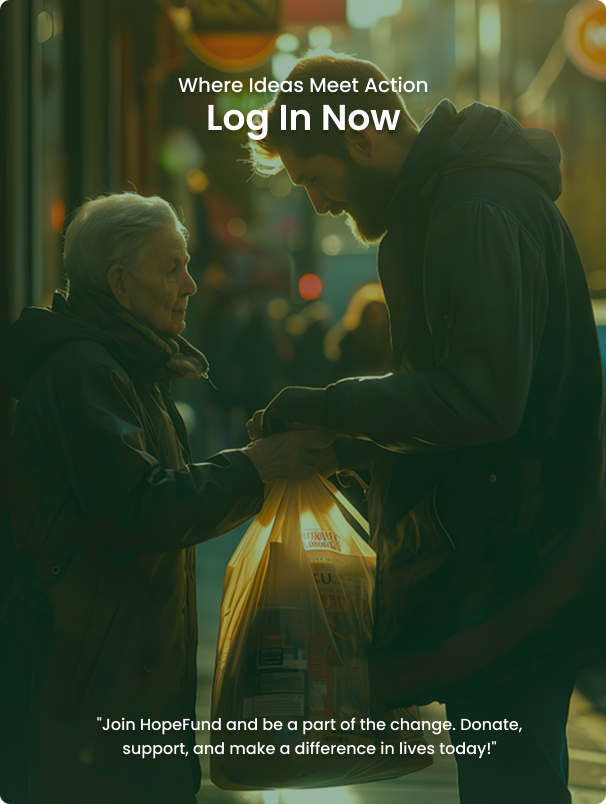 Where Ideas Meet Action
Log In Now
"Join HopeFund and be a part of the change. Donate,
support, and make a difference in lives today!"